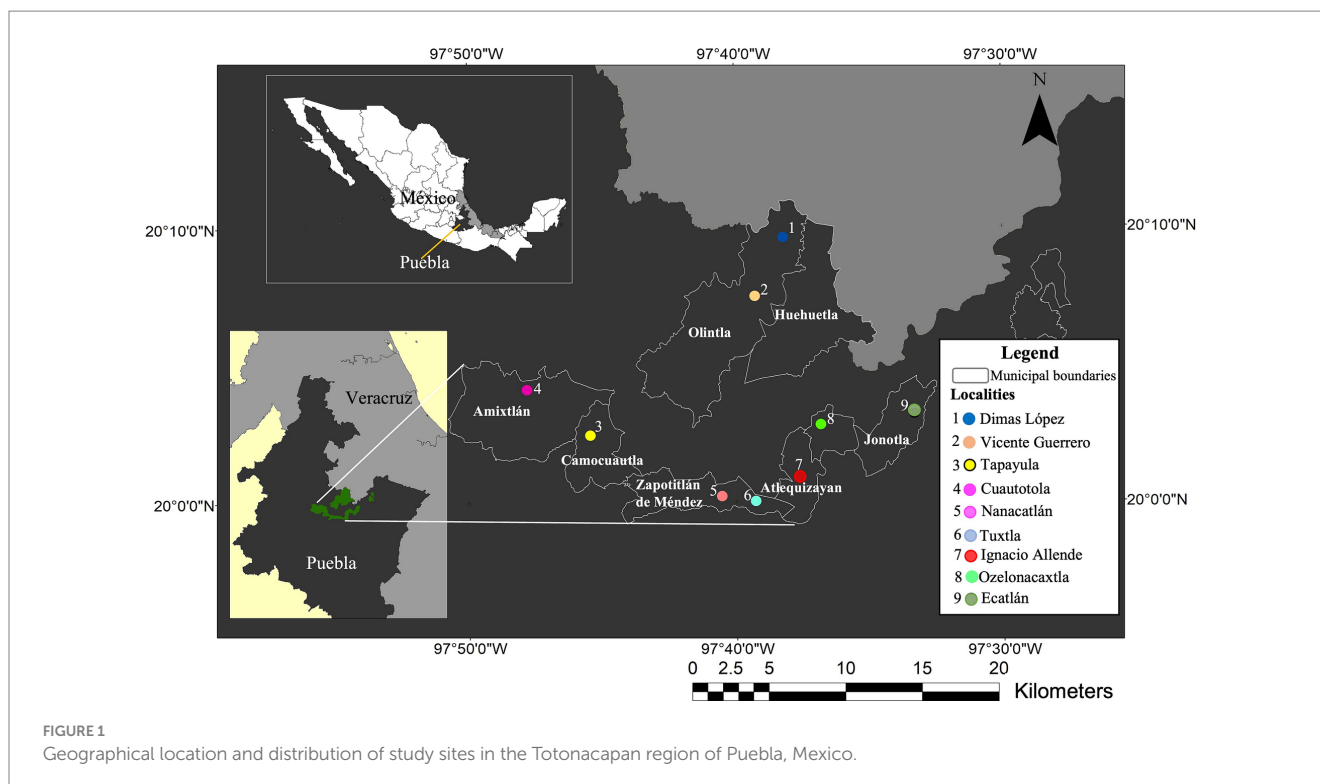 97°50'0"W
97°40'0"W
97°30'0"W
N
México
Puebla
20°10'0"N
20°10'0"N
1
2
Huehuetla
Olintla
Legend
Municipal boundaries
Localities
1 Dimas López
2 Vicente Guerrero
3 Tapayula
4 Cuautotola
5 Nanacatlán
6 Tuxtla
7 Ignacio Allende
8 Ozelonacaxtla
9 Ecatlán
Veracruz
Puebla
4
Amixtlán
3
Camocuautla
9
8
Jonotla
7
Zapotitlán
de Méndez
5
6
Atlequizayan
20°0'0"N
20°0'0"N
97°50'0"W
97°40'0"W
97°30'0"W
0 2.5 5 10 15 20
Kilometers
FIGURE 1
Geographical location and distribution of study sites in the Totonacapan region of Puebla, Mexico.